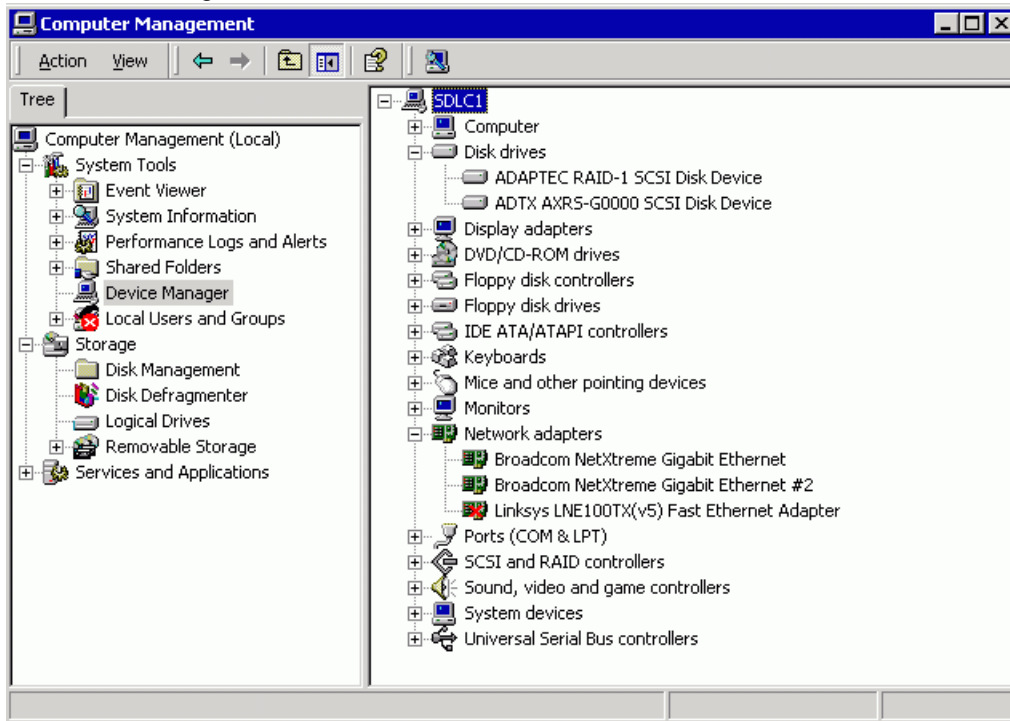 Computer Management
Action View
Tree
Computer Management (Local)
System Tools
Event Viewer
System Information
Performance Logs and Alerts
Shared Folders
Device Manager
Local Users and Groups
Storage
Disk Management
Disk Defragmenter
Logical Drives
Removable Storage
Services and Applications
SDLC1
Computer
Disk drives
ADAPTEC RAID-1 SCSI Disk Device
ADTX AXRS-G0000 SCSI Disk Device
Display adapters
DVD/CD-ROM drives
Floppy disk controllers
Floppy disk drives
IDE ATA/ATAPI controllers
Keyboards
Mice and other pointing devices
Monitors
Network adapters
Broadcom NetXtreme Gigabit Ethernet
Broadcom NetXtreme Gigabit Ethernet #2
Linksys LNE100TX(v5) Fast Ethernet Adapter
Ports (COM & LPT)
SCSI and RAID controllers
Sound, video and game controllers
System devices
Universal Serial Bus controllers